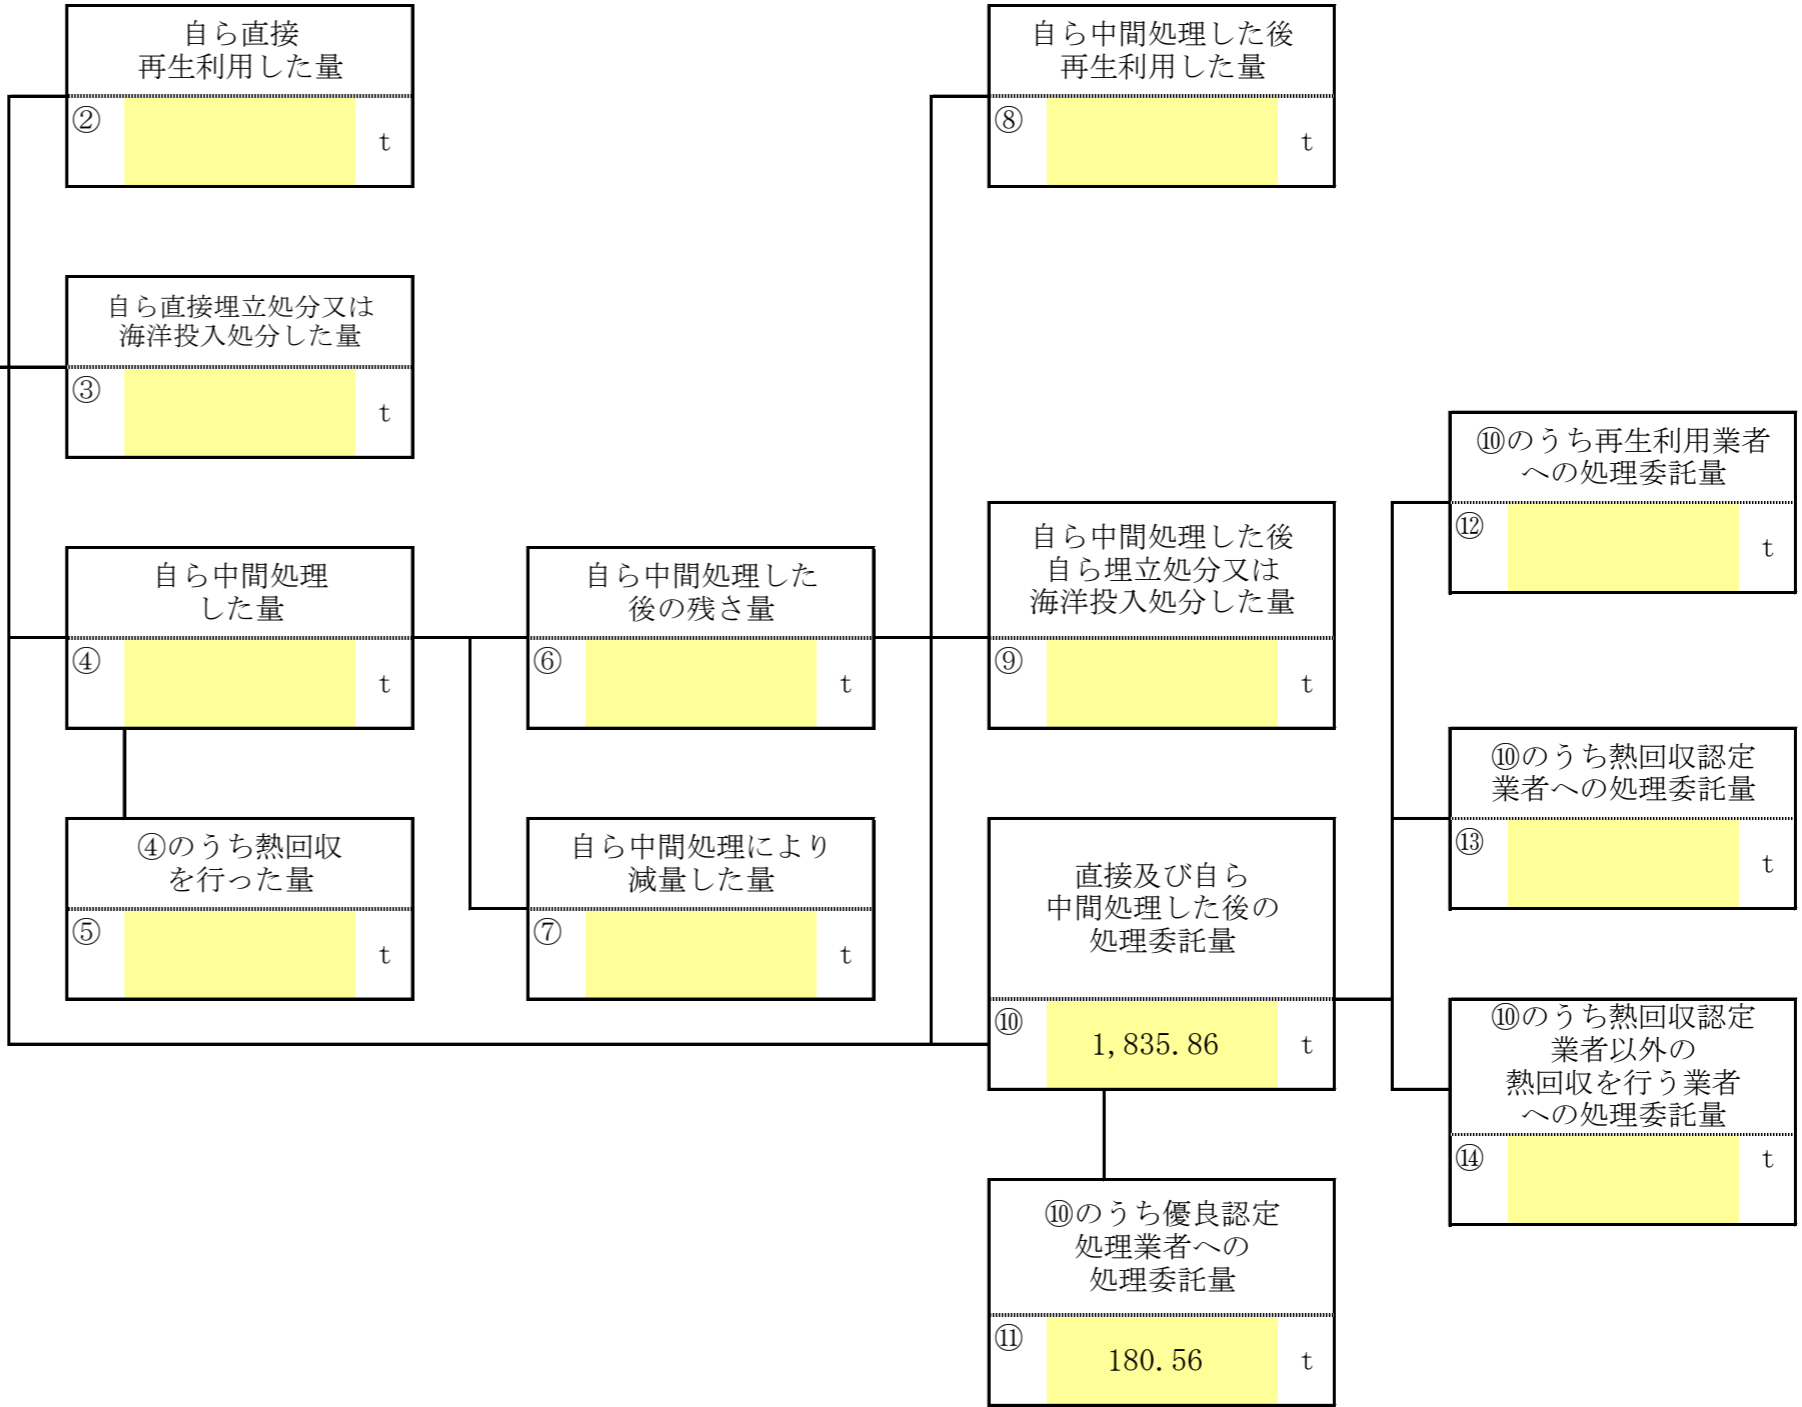 自ら直接
再生利用した量
②
t
自ら中間処理した後
再生利用した量
⑧
t
自ら直接埋立処分又は
海洋投入処分した量
③
t
⑩のうち再生利用業者
への処理委託量
⑫
t
自ら中間処理
した量
④
t
自ら中間処理した
後の残さ量
⑥
t
自ら中間処理した後
自ら埋立処分又は
海洋投入処分した量
⑨
t
⑩のうち熱回収認定
業者への処理委託量
⑬
t
④のうち熱回収
を行った量
⑤
t
自ら中間処理により
減量した量
⑦
t
直接及び自ら
中間処理した後の
処理委託量
⑩ 1,835.86 t
⑩のうち熱回収認定
業者以外の
熱回収を行う業者
への処理委託量
⑭
t
⑩のうち優良認定
処理業者への
処理委託量
⑪ 180.56 t